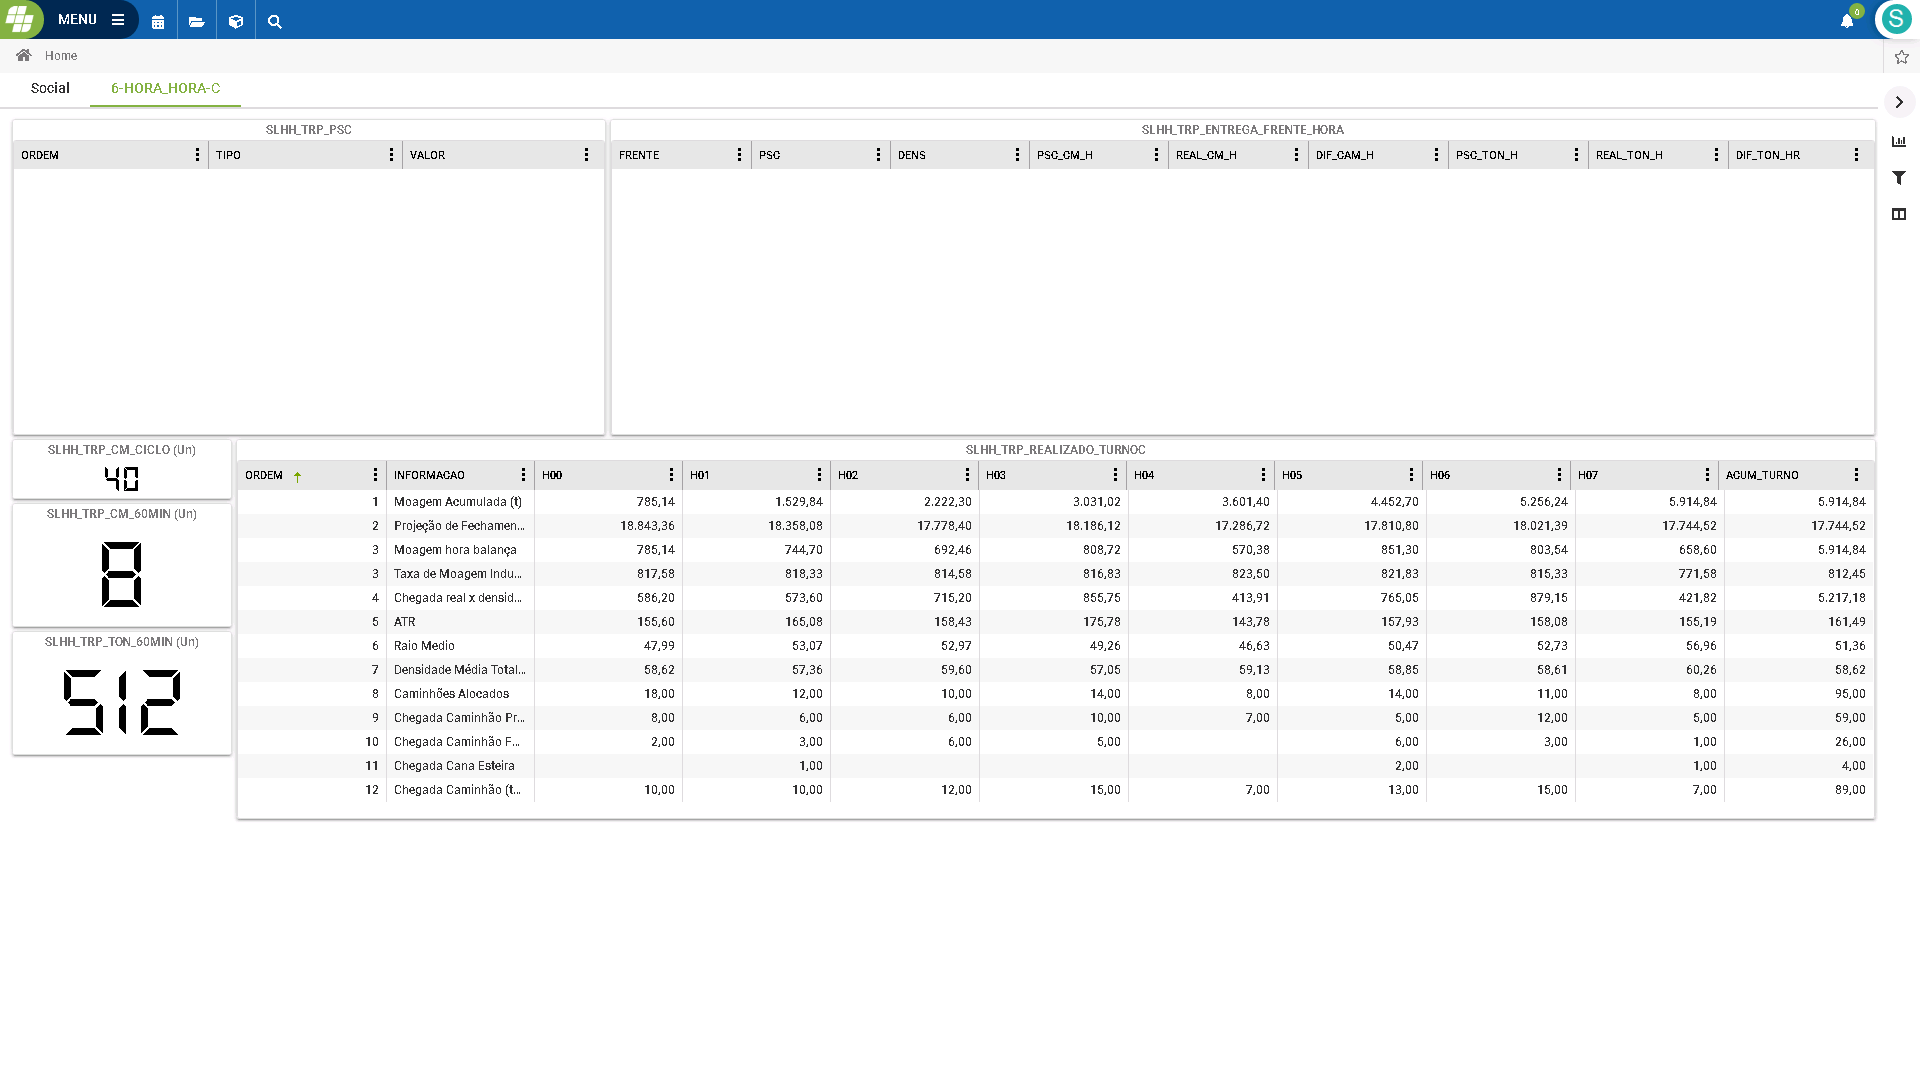 MENU
0
S
Home
Social 6-HORA_HORA-C
SLHH_TRP_PSC
ORDEM TIPO VALOR
SLHH_TRP_ENTREGA_FRENTE_HORA
FRENTE PSC DENS PSC_CM_H REAL_CM_H DIF_CAM_H PSC_TON_H REAL_TON_H DIF_TON_HR
SLHH_TRP_CM_CICLO (Un)
40
SLHH_TRP_CM_60MIN (Un)
8
SLHH_TRP_TON_60MIN (Un)
512
SLHH_TRP_REALIZADO_TURNOC
ORDEM INFORMACAO H00 H01 H02 H03 H04 H05 H06 H07 ACUM_TURNO
1 Moagem Acumulada (t) 785,14 1.529,84 2.222,30 3.031,02 3.601,40 4.452,70 5.256,24 5.914,84 5.914,84
2 Projeção de Fechamen... 18.843,36 18.358,08 17.778,40 18.186,12 17.286,72 17.810,80 18.021,39 17.744,52 17.744,52
3 Moagem hora balança 785,14 744,70 692,46 808,72 570,38 851,30 803,54 658,60 5.914,84
3 Taxa de Moagem Indu... 817,58 818,33 814,58 816,83 823,50 821,83 815,33 771,58 812,45
4 Chegada real x densid... 586,20 573,60 715,20 855,75 413,91 765,05 879,15 421,82 5.217,18
5 ATR 155,60 165,08 158,43 175,78 143,78 157,93 158,08 155,19 161,49
6 Raio Medio 47,99 53,07 52,97 49,26 46,63 50,47 52,73 56,96 51,36
7 Densidade Média Total... 58,62 57,36 59,60 57,05 59,13 58,85 58,61 60,26 58,62
8 Caminhões Alocados 18,00 12,00 10,00 14,00 8,00 14,00 11,00 8,00 95,00
9 Chegada Caminhão Pr... 8,00 6,00 6,00 10,00 7,00 5,00 12,00 5,00 59,00
10 Chegada Caminhão F... 2,00 3,00 6,00 5,00 6,00 3,00 1,00 26,00
11 Chegada Cana Esteira 1,00 2,00 1,00 4,00
12 Chegada Caminhão (t... 10,00 10,00 12,00 15,00 7,00 13,00 15,00 7,00 89,00